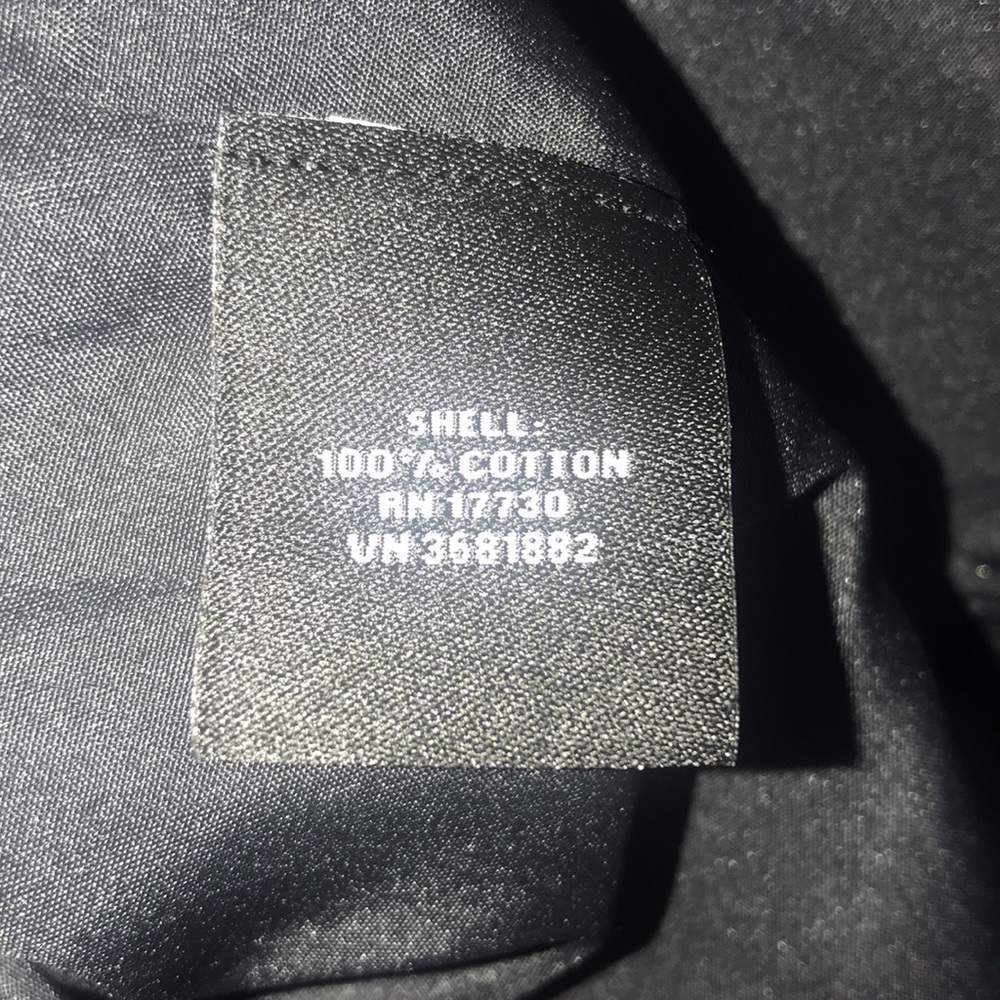 SHELL:
100% COTTON
RN 17730
VN 3681882